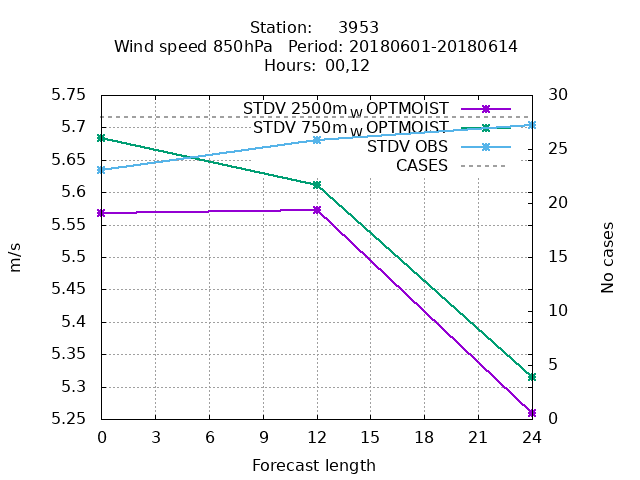 Station: 3953
Wind speed 850hPa Period: 20180601-20180614
Hours: 00,12
5.75
5.7
5.65
5.6
5.55
5.5
5.45
5.4
5.35
5.3
5.25
m/s
STDV 2500m_W OPTMOIST
STDV 750m_W OPTMOIST
STDV OBS
CASES
30
25
20
15
10
5
0
No cases
0 3 6 9 12 15 18 21 24
Forecast length